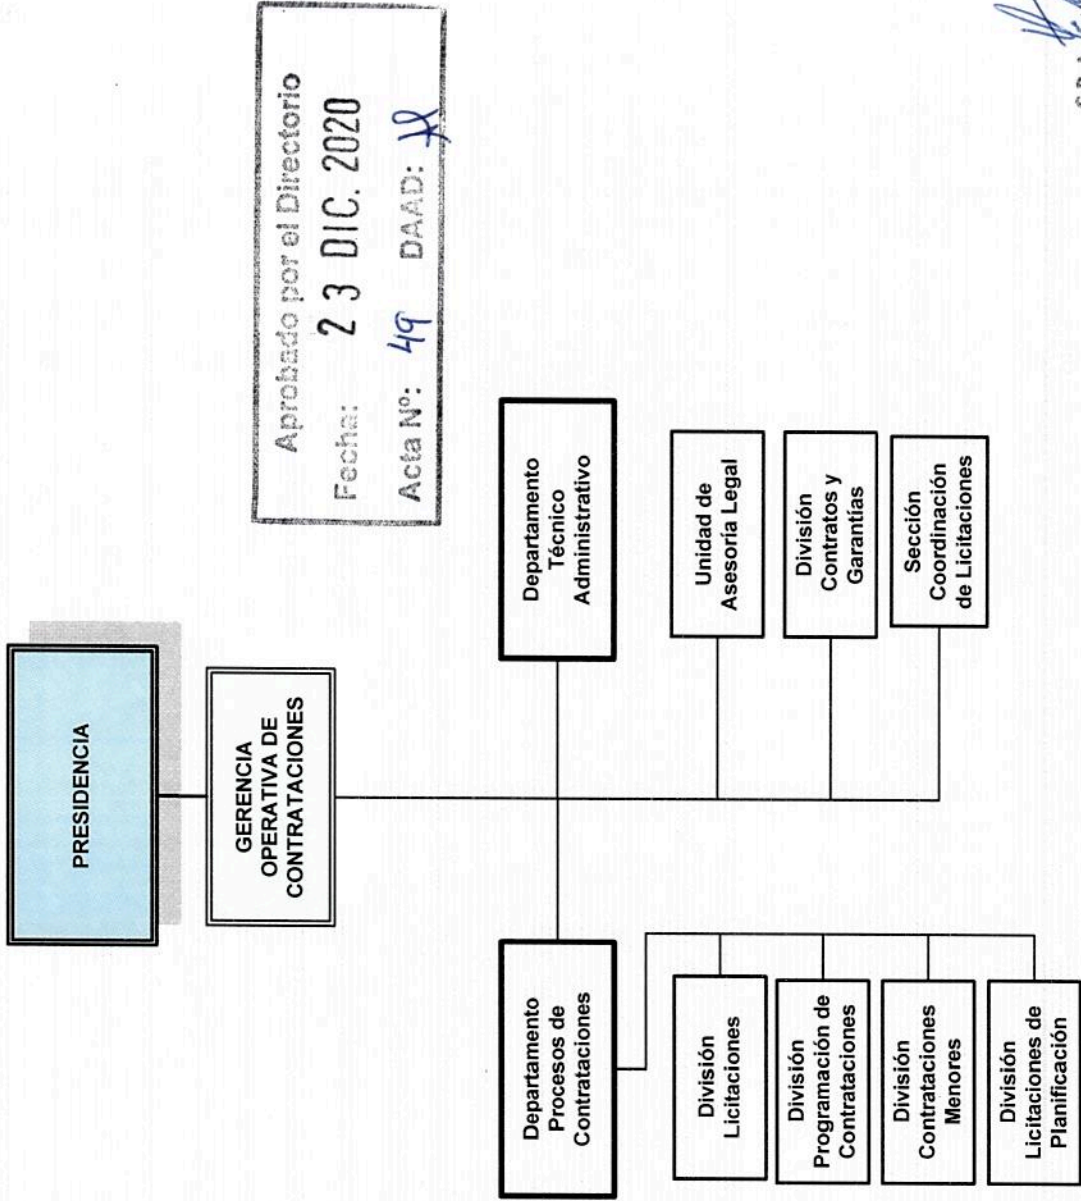 PRESIDENCIA
GERENCIA
OPERATIVA DE
CONTRATACIONES
Aprobado por el Directorio
Fecha: 23 DIC. 2020
Acta Nº: 49 DAAD:
Departamento
Procesos de
Contrataciones
Departamento
Técnico
Administrativo
División
Licitaciones
División
Programación de
Contrataciones
División
Contrataciones
Menores
División
Licitaciones de
Planificación
Unidad de
Asesoría Legal
División
Contratos y
Garantías
Sección
Coordinación
de Licitaciones